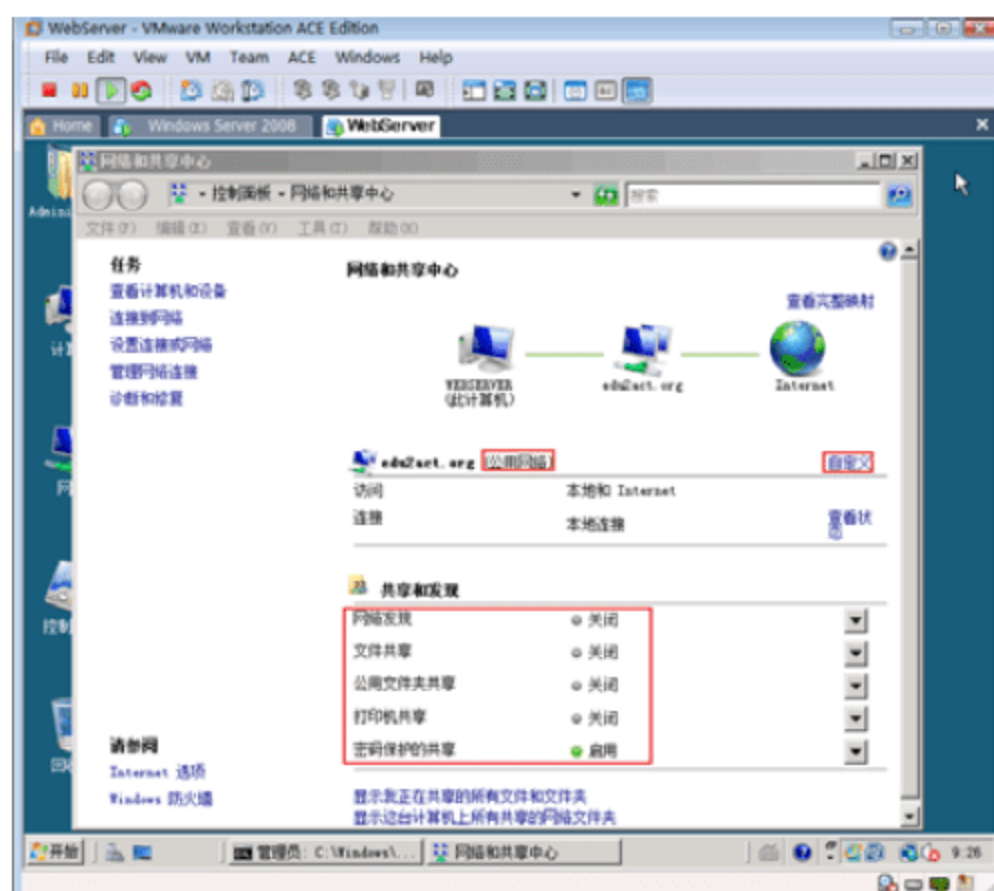 WebServer - VMware Workstation ACE Edition
File Edit View VM Team ACE Windows Help
Home Windows Server 2008 WebServer
网络和共享中心
控制面板 网络和共享中心 搜索
文件(F) 编辑(E) 查看(V) 工具(T) 帮助(H)
任务
查看计算机和设备
连接到网络
设置连接或网络
管理网络连接
诊断和修复
网络和共享中心
查看完整映射
WEBSERVER
(此计算机)
edu2act.org
Internet
edu2act.org (公用网络) 自定义
访问 本地和 Internet
连接 本地连接 查看状态
共享和发现
网络发现 关闭
文件共享 关闭
公用文件夹共享 关闭
打印机共享 关闭
密码保护的共享 启用
请参阅
Internet 选项
Windows 防火墙
显示我正在共享的所有文件和文件夹
显示这台计算机上所有共享的网络文件夹
开始 管理员: C:\Windows\... 网络和共享中心 9:26